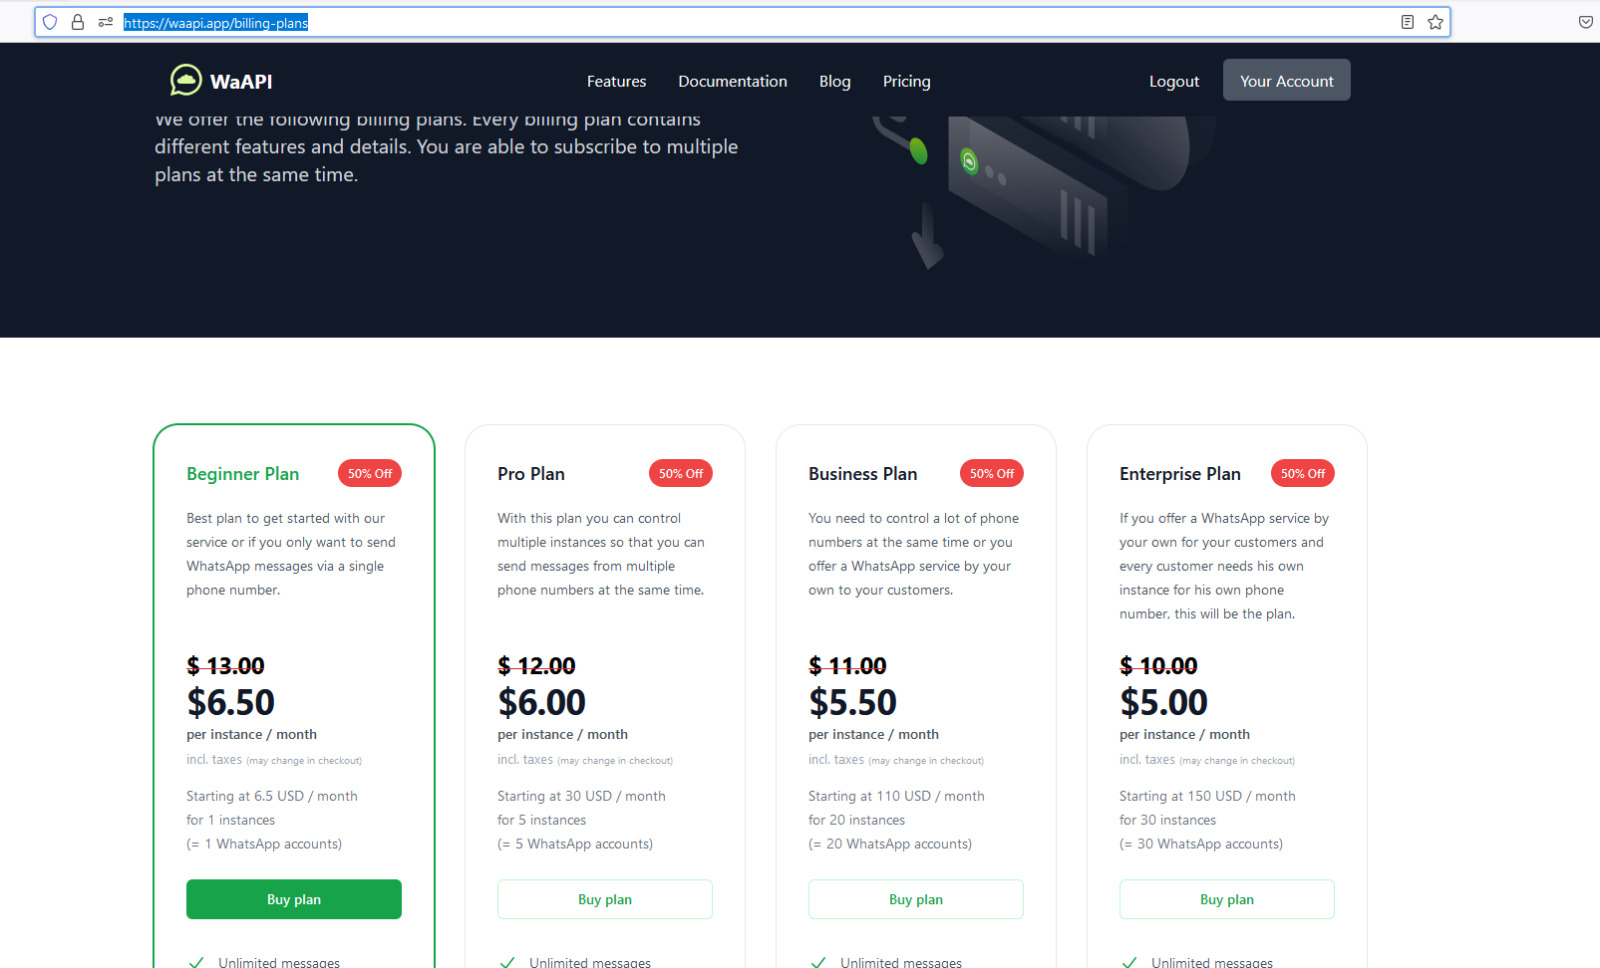 https://waapi.app/billing-plans
WaAPI
Features
Documentation
Blog
Pricing
Logout
Your Account
We offer the following billing plans. Every billing plan contains
different features and details. You are able to subscribe to multiple
plans at the same time.
Beginner Plan
50% Off
Best plan to get started with our
service or if you only want to send
WhatsApp messages via a single
phone number.
$ 13.00
$6.50
per instance / month
incl. taxes (may change in checkout)
Starting at 6.5 USD / month
for 1 instances
(= 1 WhatsApp accounts)
Buy plan
Unlimited messages
Pro Plan
50% Off
With this plan you can control
multiple instances so that you can
send messages from multiple
phone numbers at the same time.
$ 12.00
$6.00
per instance / month
incl. taxes (may change in checkout)
Starting at 30 USD / month
for 5 instances
(= 5 WhatsApp accounts)
Buy plan
Unlimited messages
Business Plan
50% Off
You need to control a lot of phone
numbers at the same time or you
offer a WhatsApp service by your
own to your customers.
$ 11.00
$5.50
per instance / month
incl. taxes (may change in checkout)
Starting at 110 USD / month
for 20 instances
(= 20 WhatsApp accounts)
Buy plan
Unlimited messages
Enterprise Plan
50% Off
If you offer a WhatsApp service by
your own for your customers and
every customer needs his own
instance for his own phone
number, this will be the plan.
$ 10.00
$5.00
per instance / month
incl. taxes (may change in checkout)
Starting at 150 USD / month
for 30 instances
(= 30 WhatsApp accounts)
Buy plan
Unlimited messages